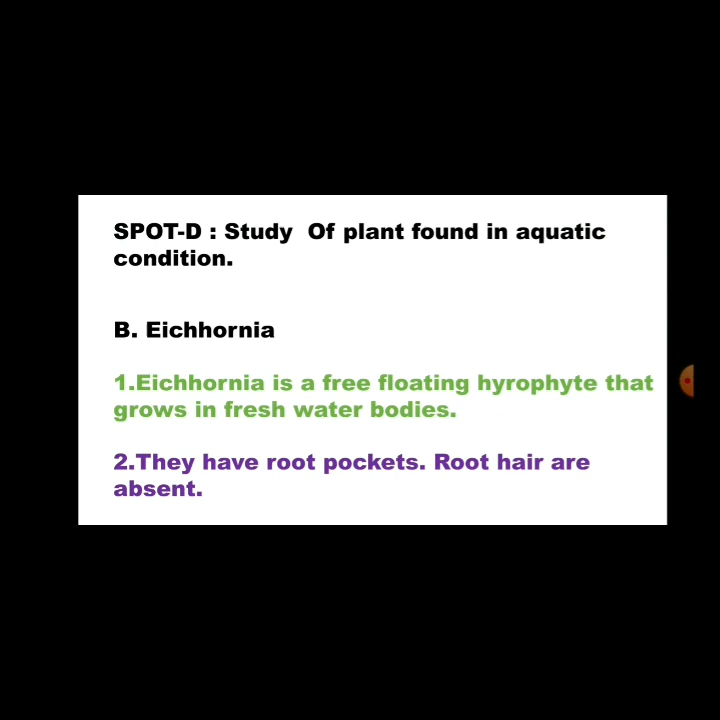 SPOT-D : Study  Of plant found in aquatic
condition.
B. Eichhornia
1.Eichhornia is a free floating hyrophyte that
grows in fresh water bodies.
2.They have root pockets. Root hair are
absent.